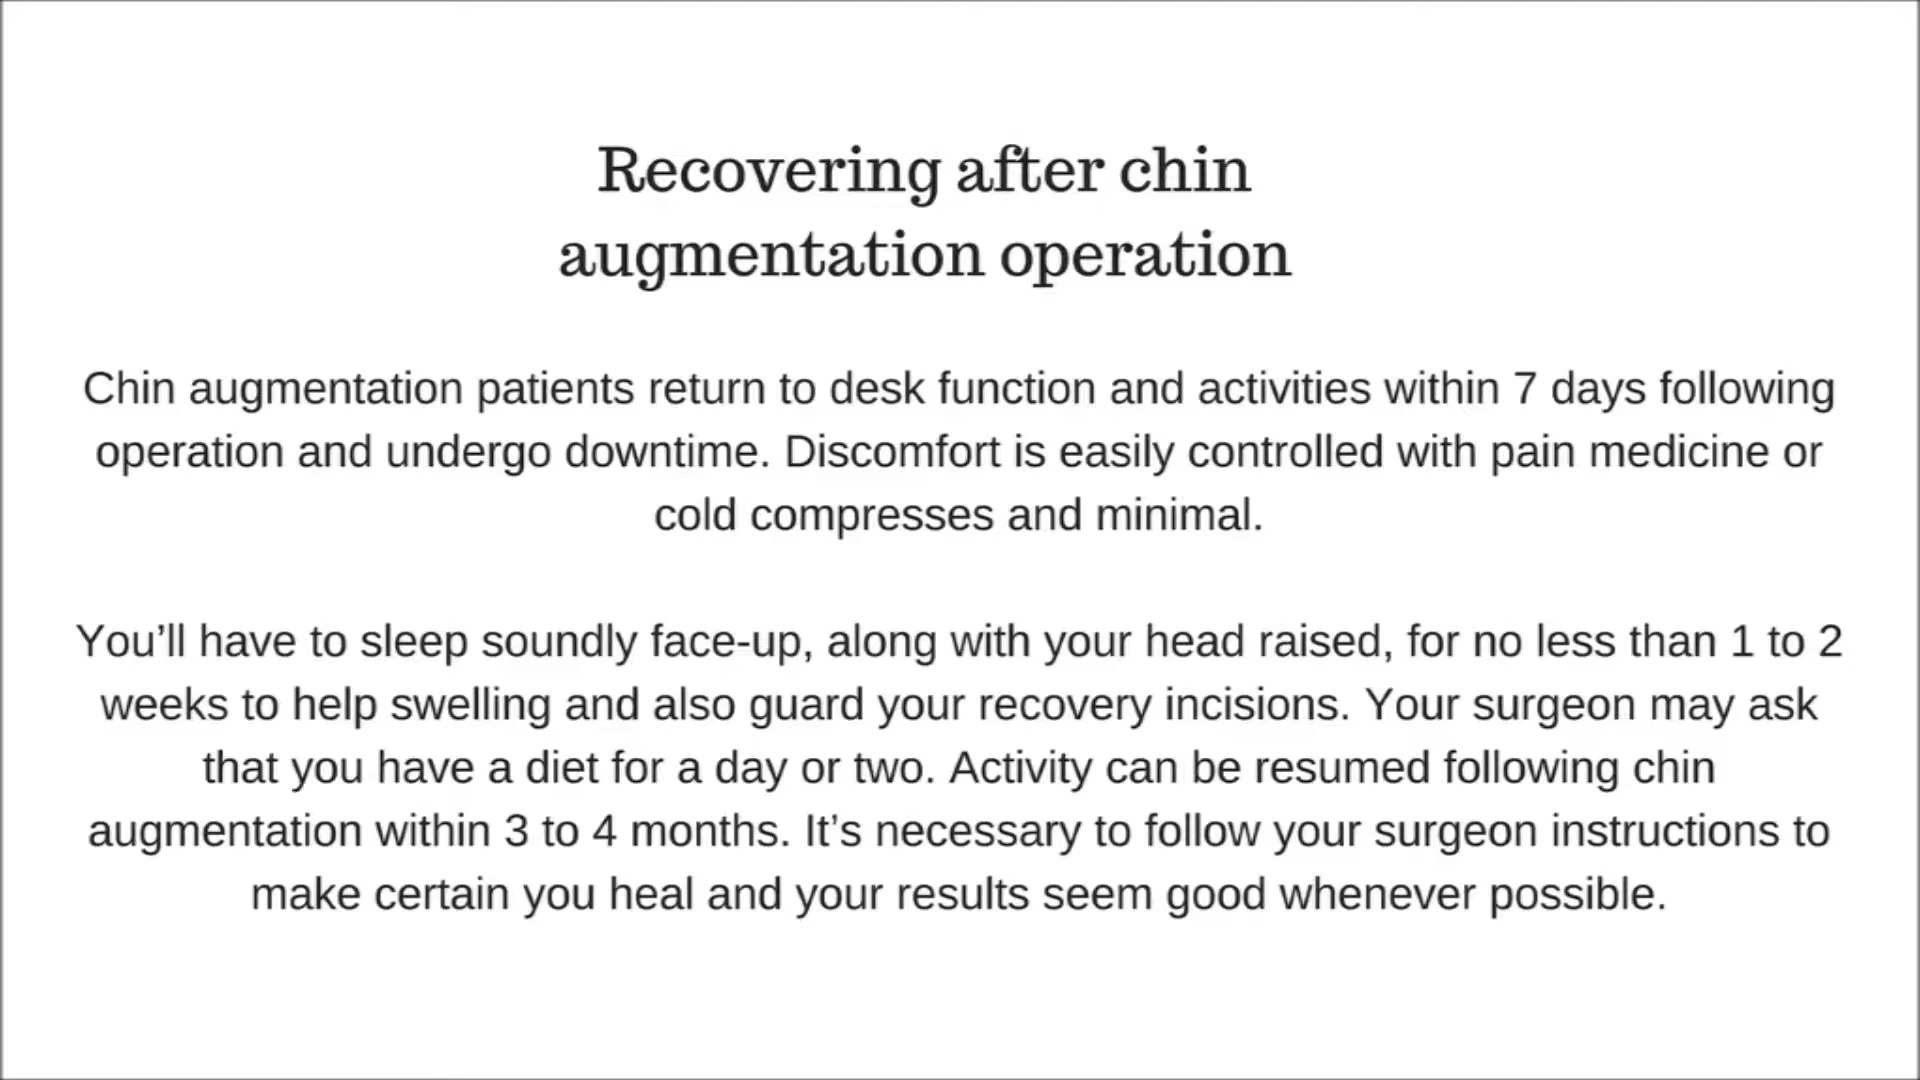 Recovering after chin
augmentation operation
Chin augmentation patients return to desk function and activities within 7 days following
operation and undergo downtime. Discomfort is easily controlled with pain medicine or
cold compresses and minimal.
You’ll have to sleep soundly face-up, along with your head raised, for no less than 1 to 2
weeks to help swelling and also guard your recovery incisions. Your surgeon may ask
that you have a diet for a day or two. Activity can be resumed following chin
augmentation within 3 to 4 months. It’s necessary to follow your surgeon instructions to
make certain you heal and your results seem good whenever possible.